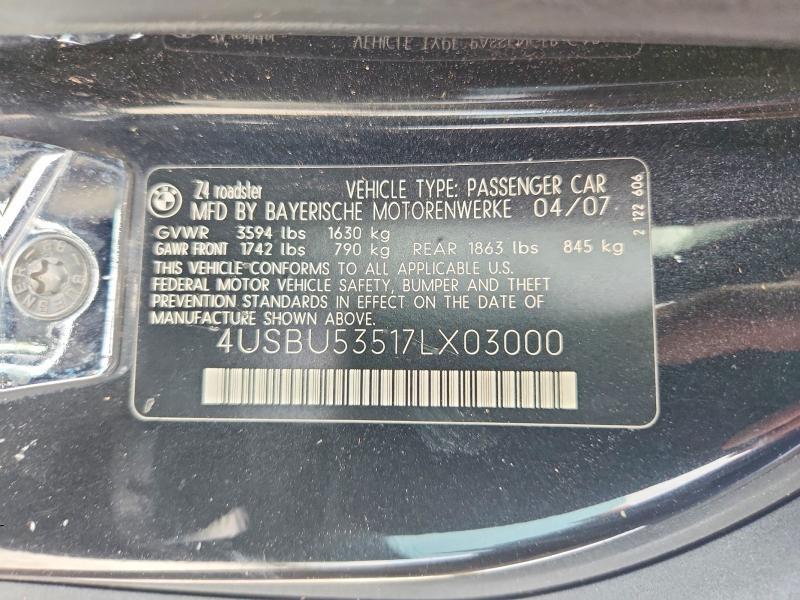 Z4 roadster VEHICLE TYPE: PASSENGER CAR
MFD BY BAYERISCHE MOTORENWERKE 04/07
GVWR 3594 lbs 1630 kg
GAWR FRONT 1742 lbs 790 kg REAR 1863 lbs 845 kg
THIS VEHICLE CONFORMS TO ALL APPLICABLE U.S.
FEDERAL MOTOR VEHICLE SAFETY, BUMPER AND THEFT
PREVENTION STANDARDS IN EFFECT ON THE DATE OF
MANUFACTURE SHOWN ABOVE.
4USBU53517LX03000
2 122 606